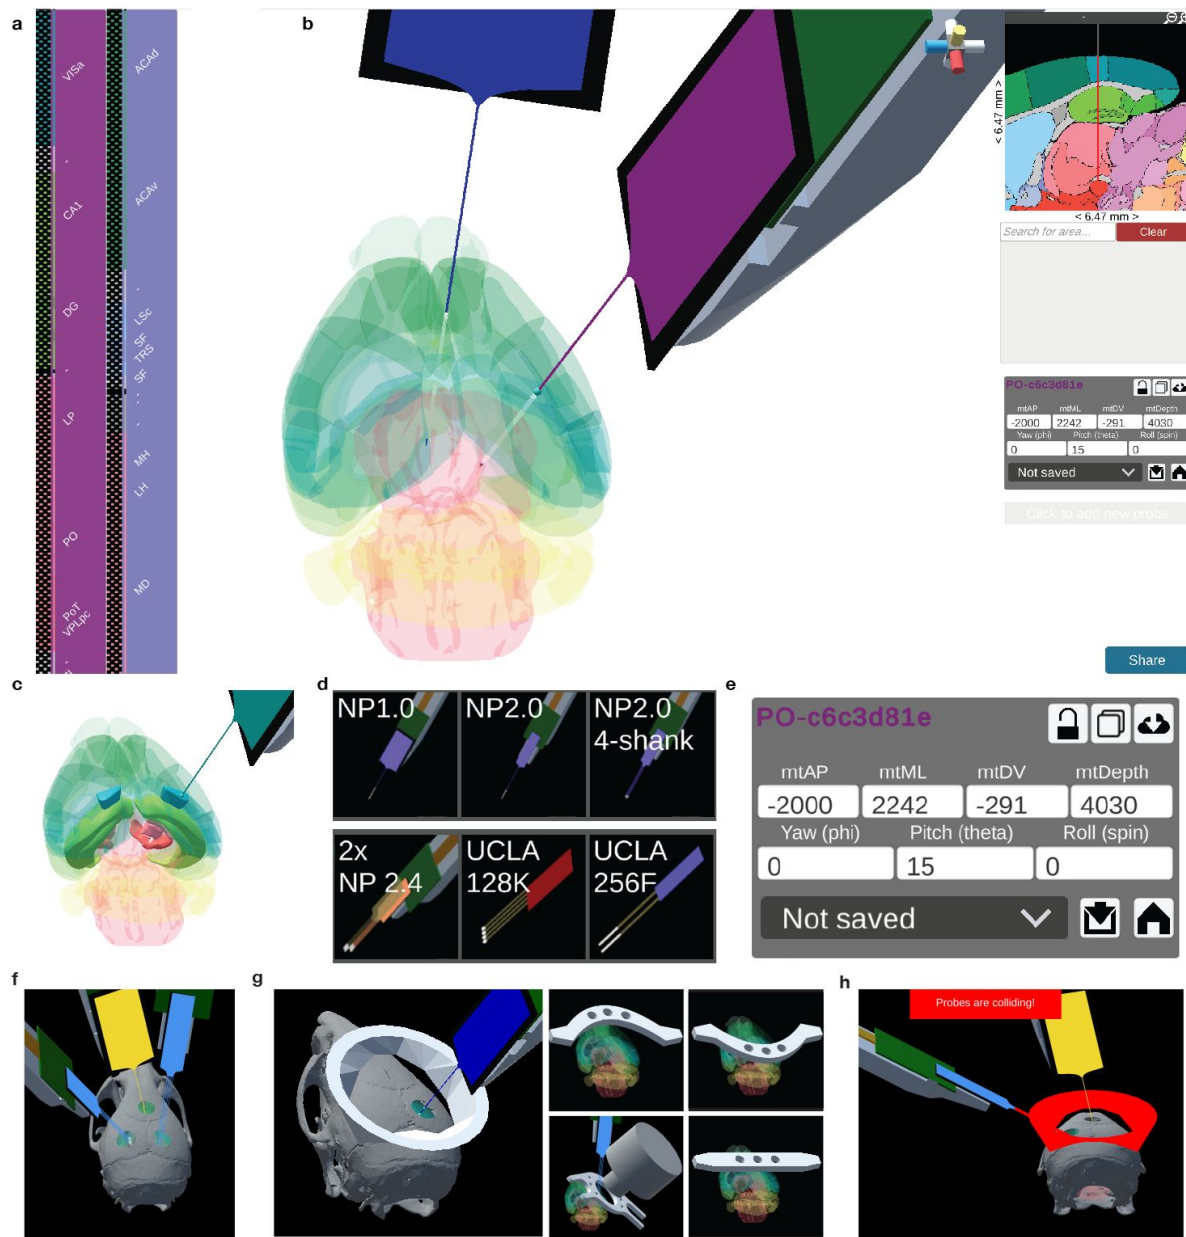 a
VISa
-
CA1
DG
-
LP
PO
PoT
VPLpc
-
ACAd
ACAv
-
LSc
SF
TRS
SF
-
-
-
MH
LH
MD
b
-
< 6.47 mm >
< 6.47 mm >
Search for area...
Clear
PO-c6c3d81e
mtAP mtML mtDV mtDepth
-2000 2242 -291 4030
Yaw (phi) Pitch (theta) Roll (spin)
0 15 0
Not saved
Click to add new probe
Share
c
d
NP1.0
NP2.0
NP2.0
4-shank
2x
NP 2.4
UCLA
128K
UCLA
256F
e
PO-c6c3d81e
mtAP mtML mtDV mtDepth
-2000 2242 -291 4030
Yaw (phi) Pitch (theta) Roll (spin)
0 15 0
Not saved
f
g
h
Probes are colliding!